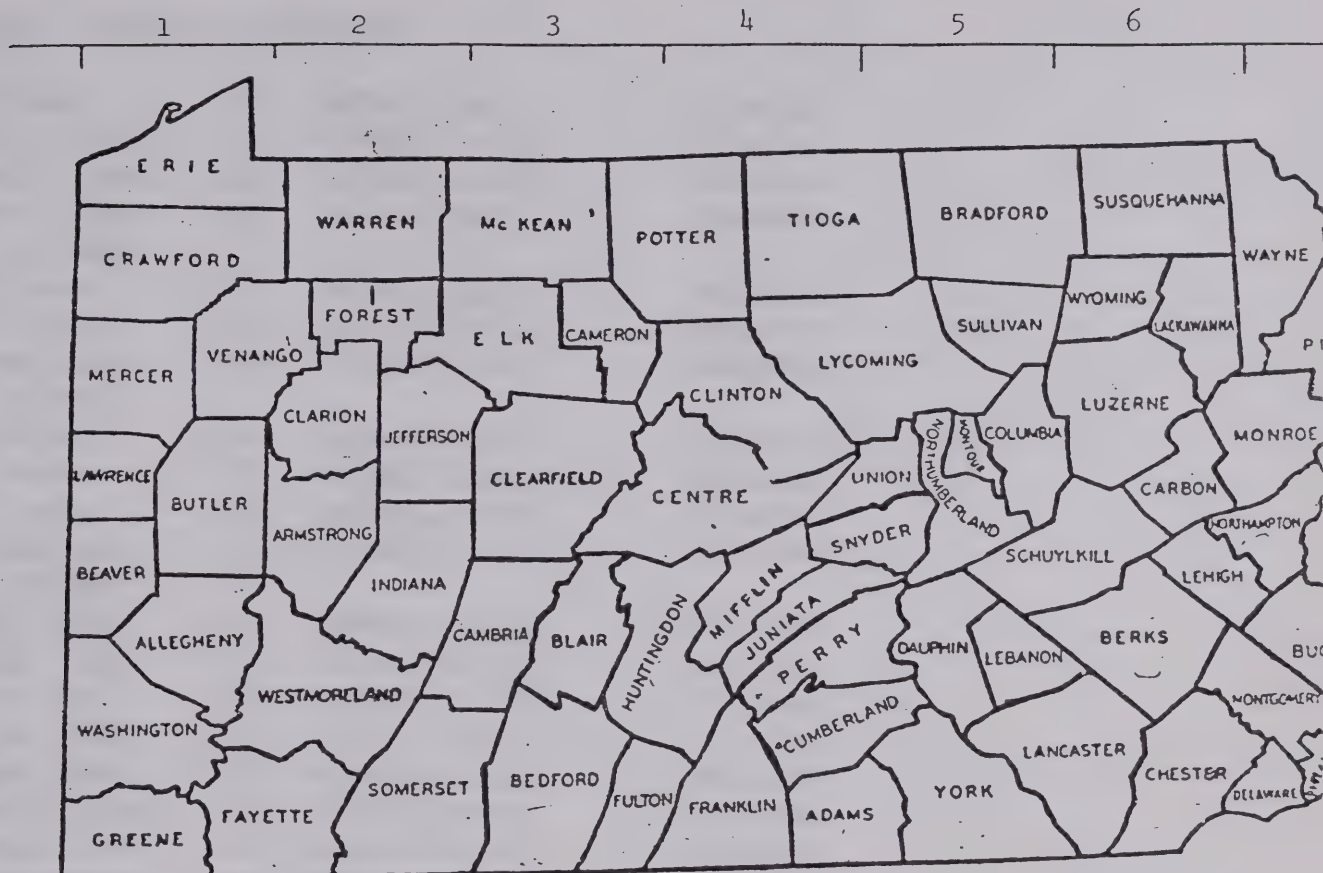 1 2 3 4 5 6
ERIE
CRAWFORD
WARREN
McKEAN
POTTER
TIOGA
BRADFORD
SUSQUEHANNA
WAYNE
WYOMING
LACKAWANNA
SULLIVAN
FOREST
ELK
CAMERON
VENANGO
MERCER
LYCOMING
CLINTON
CLARION
JEFFERSON
COLUMBIA
MONTOUR
NORTHUMBERLAND
LUZERNE
MONROE
LAWRENCE
BUTLER
CLEARFIELD
CENTRE
UNION
CARBON
ARMSTRONG
SNYDER
SCHUYLKILL
NORTHAMPTON
BEAVER
INDIANA
LEHIGH
ALLEGHENY
CAMBRIA
BLAIR
HUNTINGDON
MIFFLIN
JUNIATA
PERRY
DAUPHIN
LEBANON
BERKS
WESTMORELAND
MONTGOMERY
WASHINGTON
CUMBERLAND
SOMERSET
BEDFORD
FULTON
FRANKLIN
ADAMS
YORK
LANCASTER
CHESTER
DELAWARE
FAYETTE
GREENE